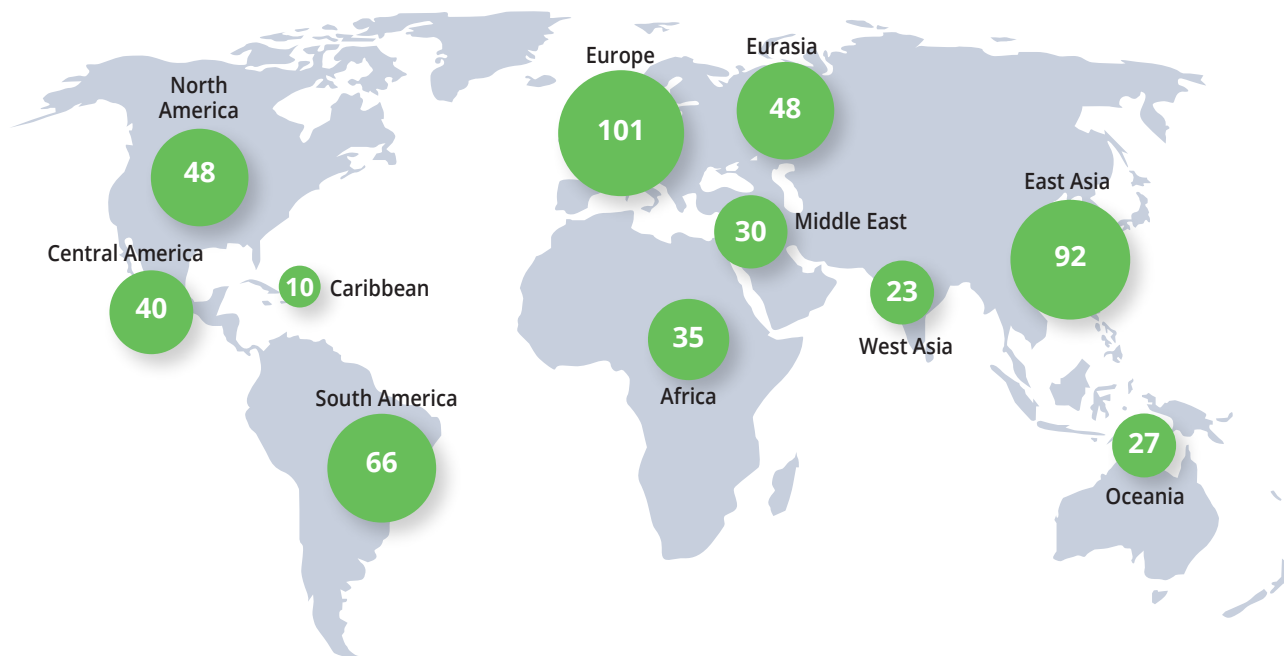 Europe
101
Eurasia
48
North
America
48
East Asia
92
Middle East
30
Central America
40
10
Caribbean
23
West Asia
35
Africa
South America
66
27
Oceania